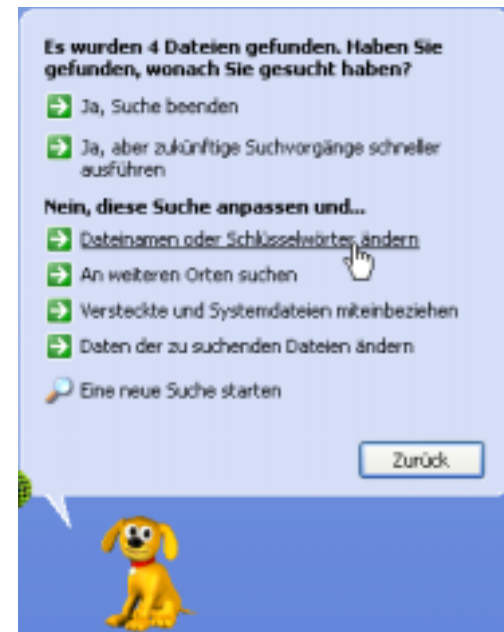 Es wurden 4 Dateien gefunden. Haben Sie
gefunden, wonach Sie gesucht haben?
Ja, Suche beenden
Ja, aber zukünftige Suchvorgänge schneller
ausführen
Nein, diese Suche anpassen und...
Dateinamen oder Schlüsselwörter ändern
An weiteren Orten suchen
Versteckte und Systemdateien miteinbeziehen
Daten der zu suchenden Dateien ändern
Eine neue Suche starten
Zurück